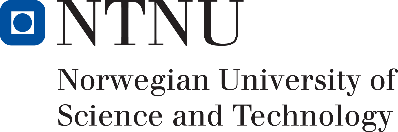 NTNU
Norwegian University of
Science and Technology